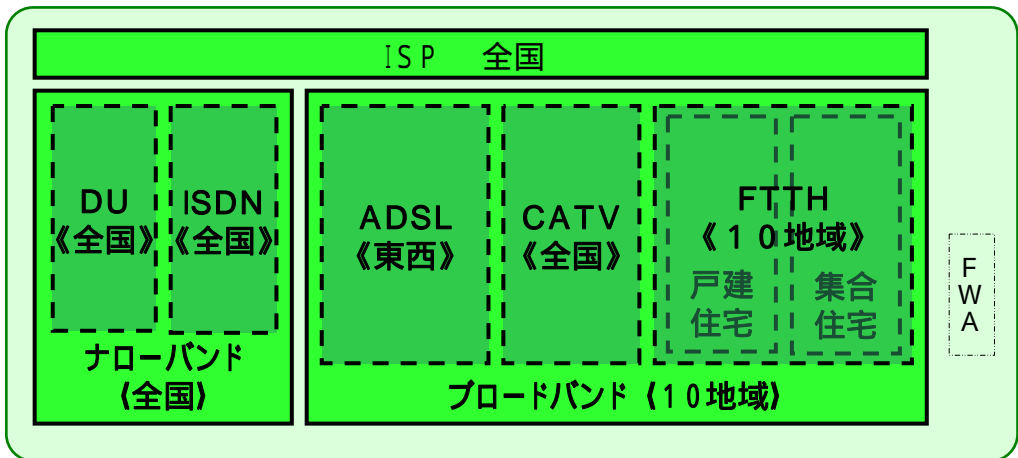 ISP 全国
DU
《全国》
ISDN
《全国》
ナローバンド
《全国》
ADSL
《東西》
CATV
《全国》
FTTH
《10地域》
戸建
住宅
集合
住宅
ブロードバンド《10地域》
F
W
A